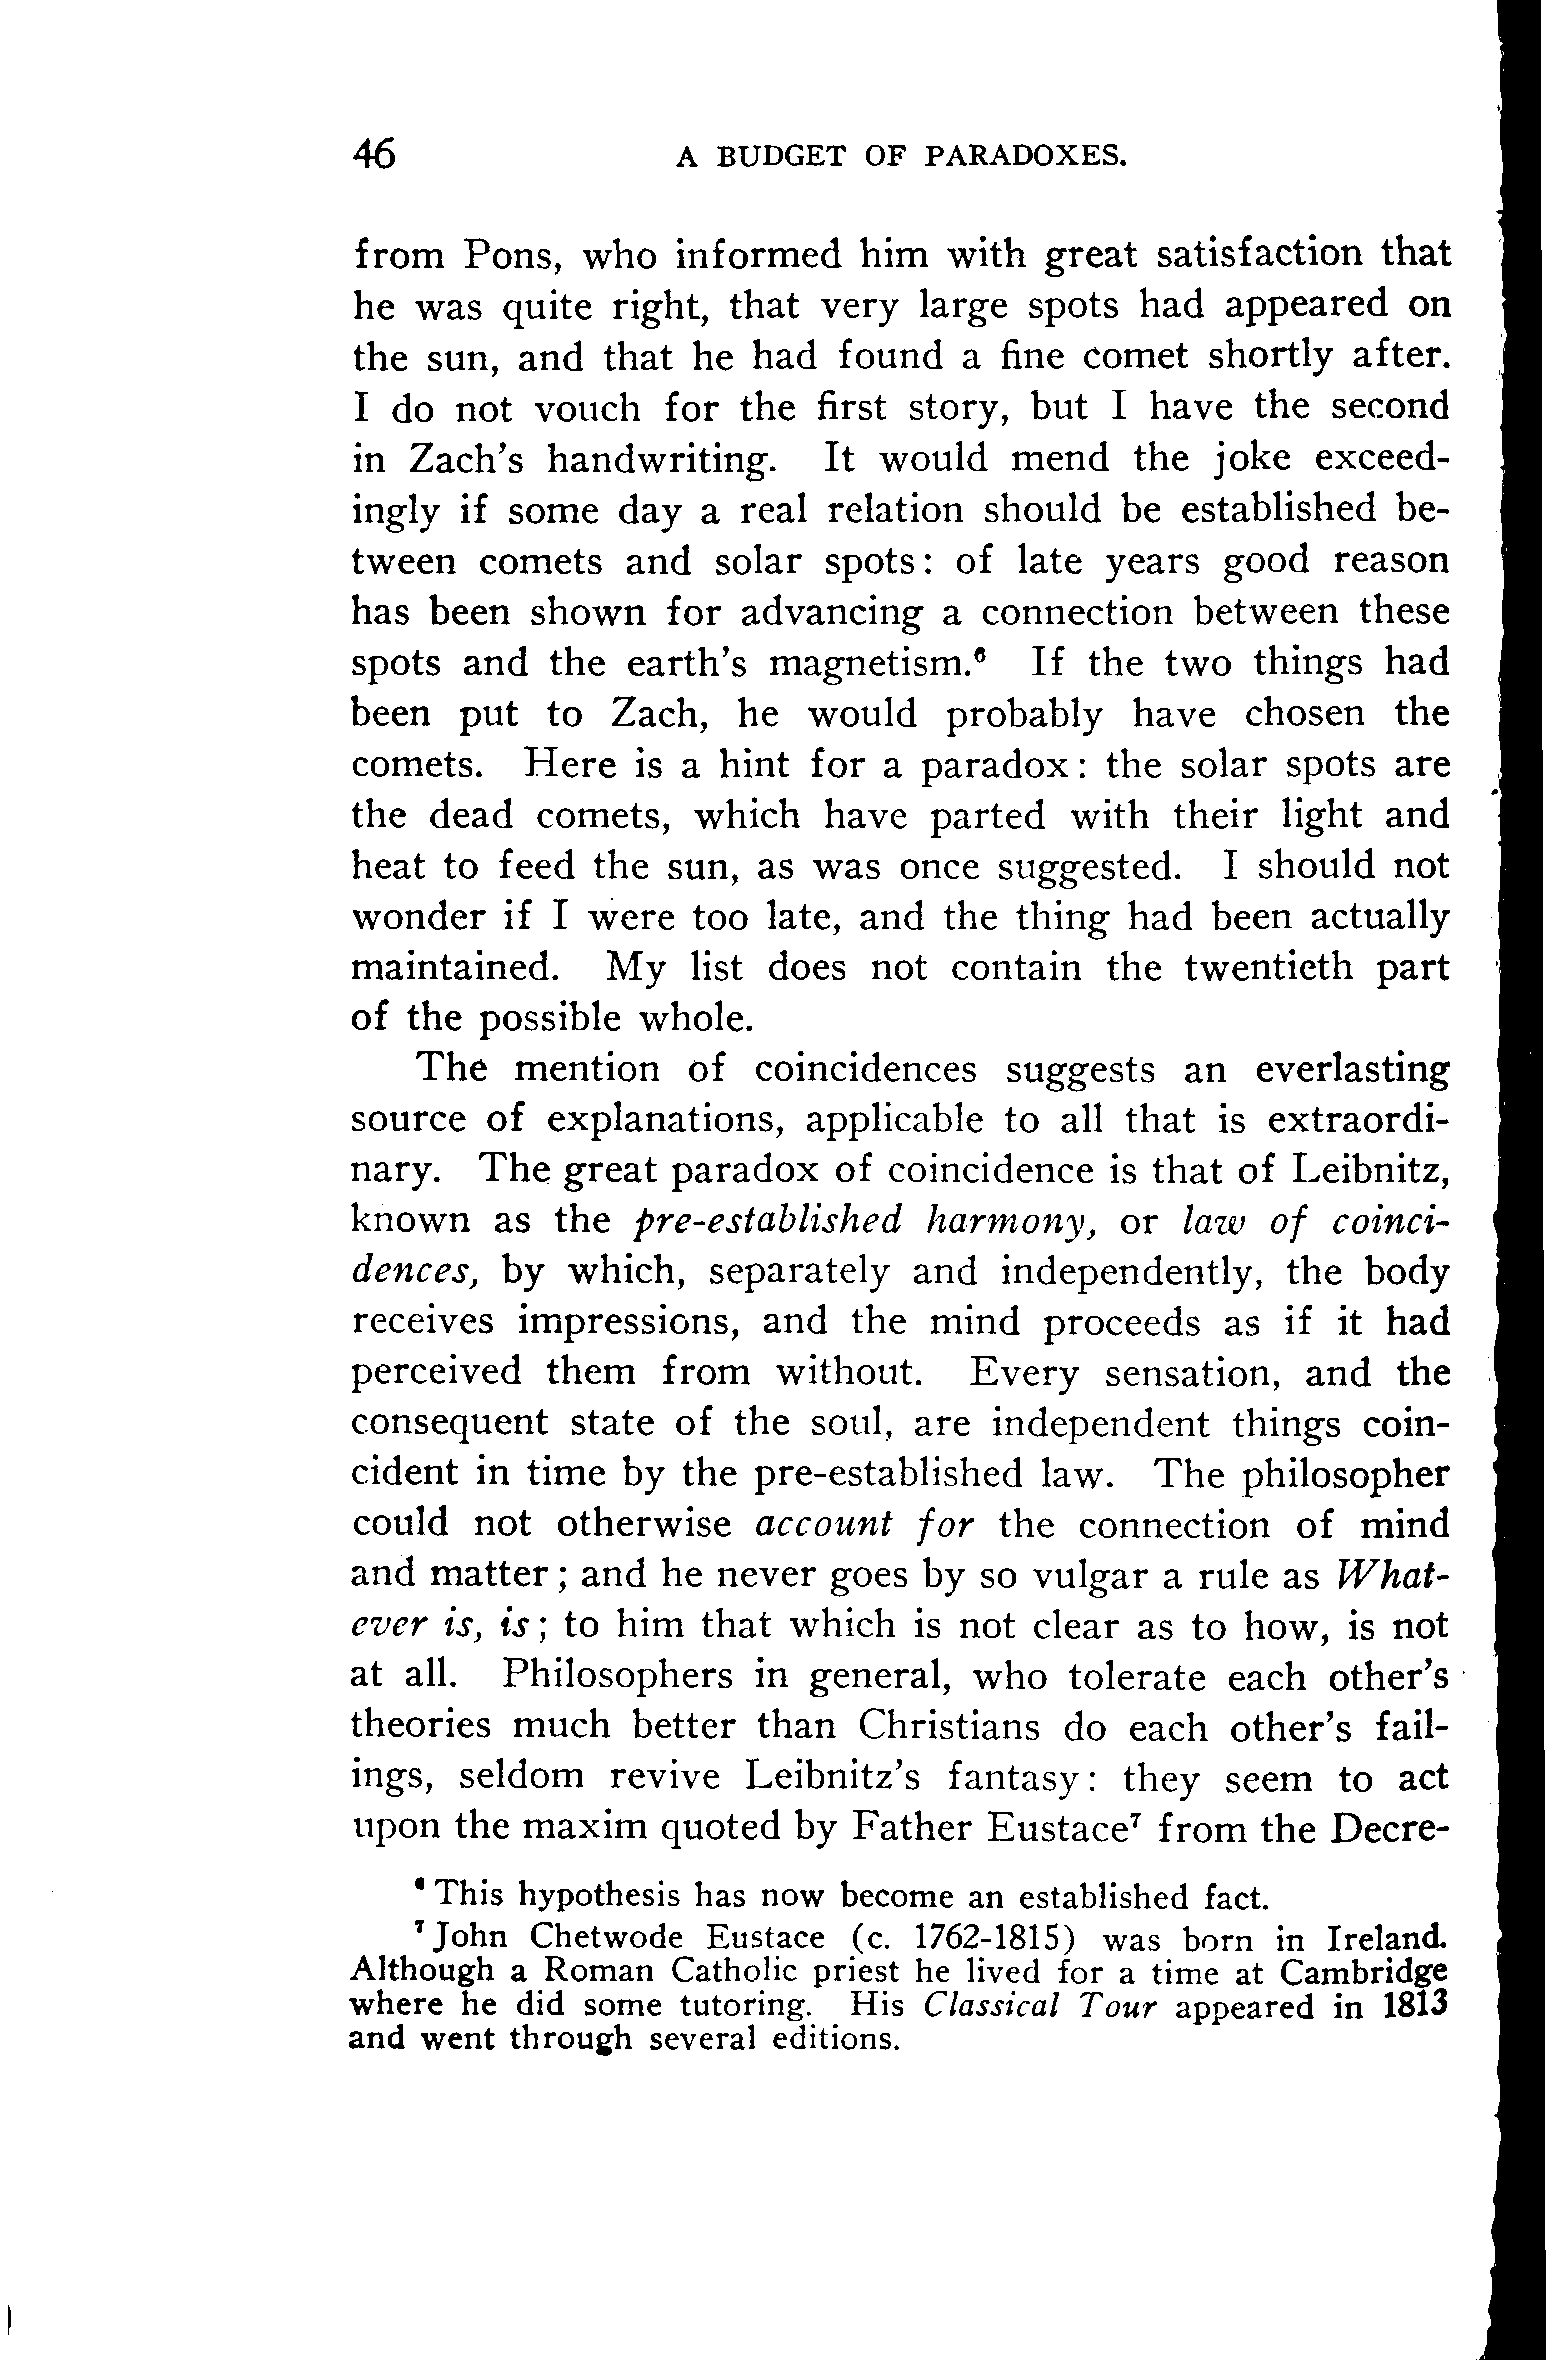 46 A BUDGET OF PARADOXES.
from Pons, who informed him with great satisfaction that
he was quite right, that very large spots had appeared on
the sun, and that he had found a fine comet shortly after.
I do not vouch for the first story, but I have the second
in Zach's handwriting. It would mend the joke exceed-
ingly if some day a real relation should be established be-
tween comets and solar spots: of late years good reason
has been shown for advancing a connection between these
spots and the earth's magnetism.⁶ If the two things had
been put to Zach, he would probably have chosen the
comets. Here is a hint for a paradox: the solar spots are
the dead comets, which have parted with their light and
heat to feed the sun, as was once suggested. I should not
wonder if I were too late, and the thing had been actually
maintained. My list does not contain the twentieth part
of the possible whole.
The mention of coincidences suggests an everlasting
source of explanations, applicable to all that is extraordi-
nary. The great paradox of coincidence is that of Leibnitz,
known as the pre-established harmony, or law of coinci-
dences, by which, separately and independently, the body
receives impressions, and the mind proceeds as if it had
perceived them from without. Every sensation, and the
consequent state of the soul, are independent things coin-
cident in time by the pre-established law. The philosopher
could not otherwise account for the connection of mind
and matter; and he never goes by so vulgar a rule as What-
ever is, is; to him that which is not clear as to how, is not
at all. Philosophers in general, who tolerate each other's
theories much better than Christians do each other's fail-
ings, seldom revive Leibnitz's fantasy: they seem to act
upon the maxim quoted by Father Eustace⁷ from the Decre-
⁶ This hypothesis has now become an established fact.
⁷ John Chetwode Eustace (c. 1762-1815) was born in Ireland.
Although a Roman Catholic priest he lived for a time at Cambridge
where he did some tutoring. His Classical Tour appeared in 1813
and went through several editions.